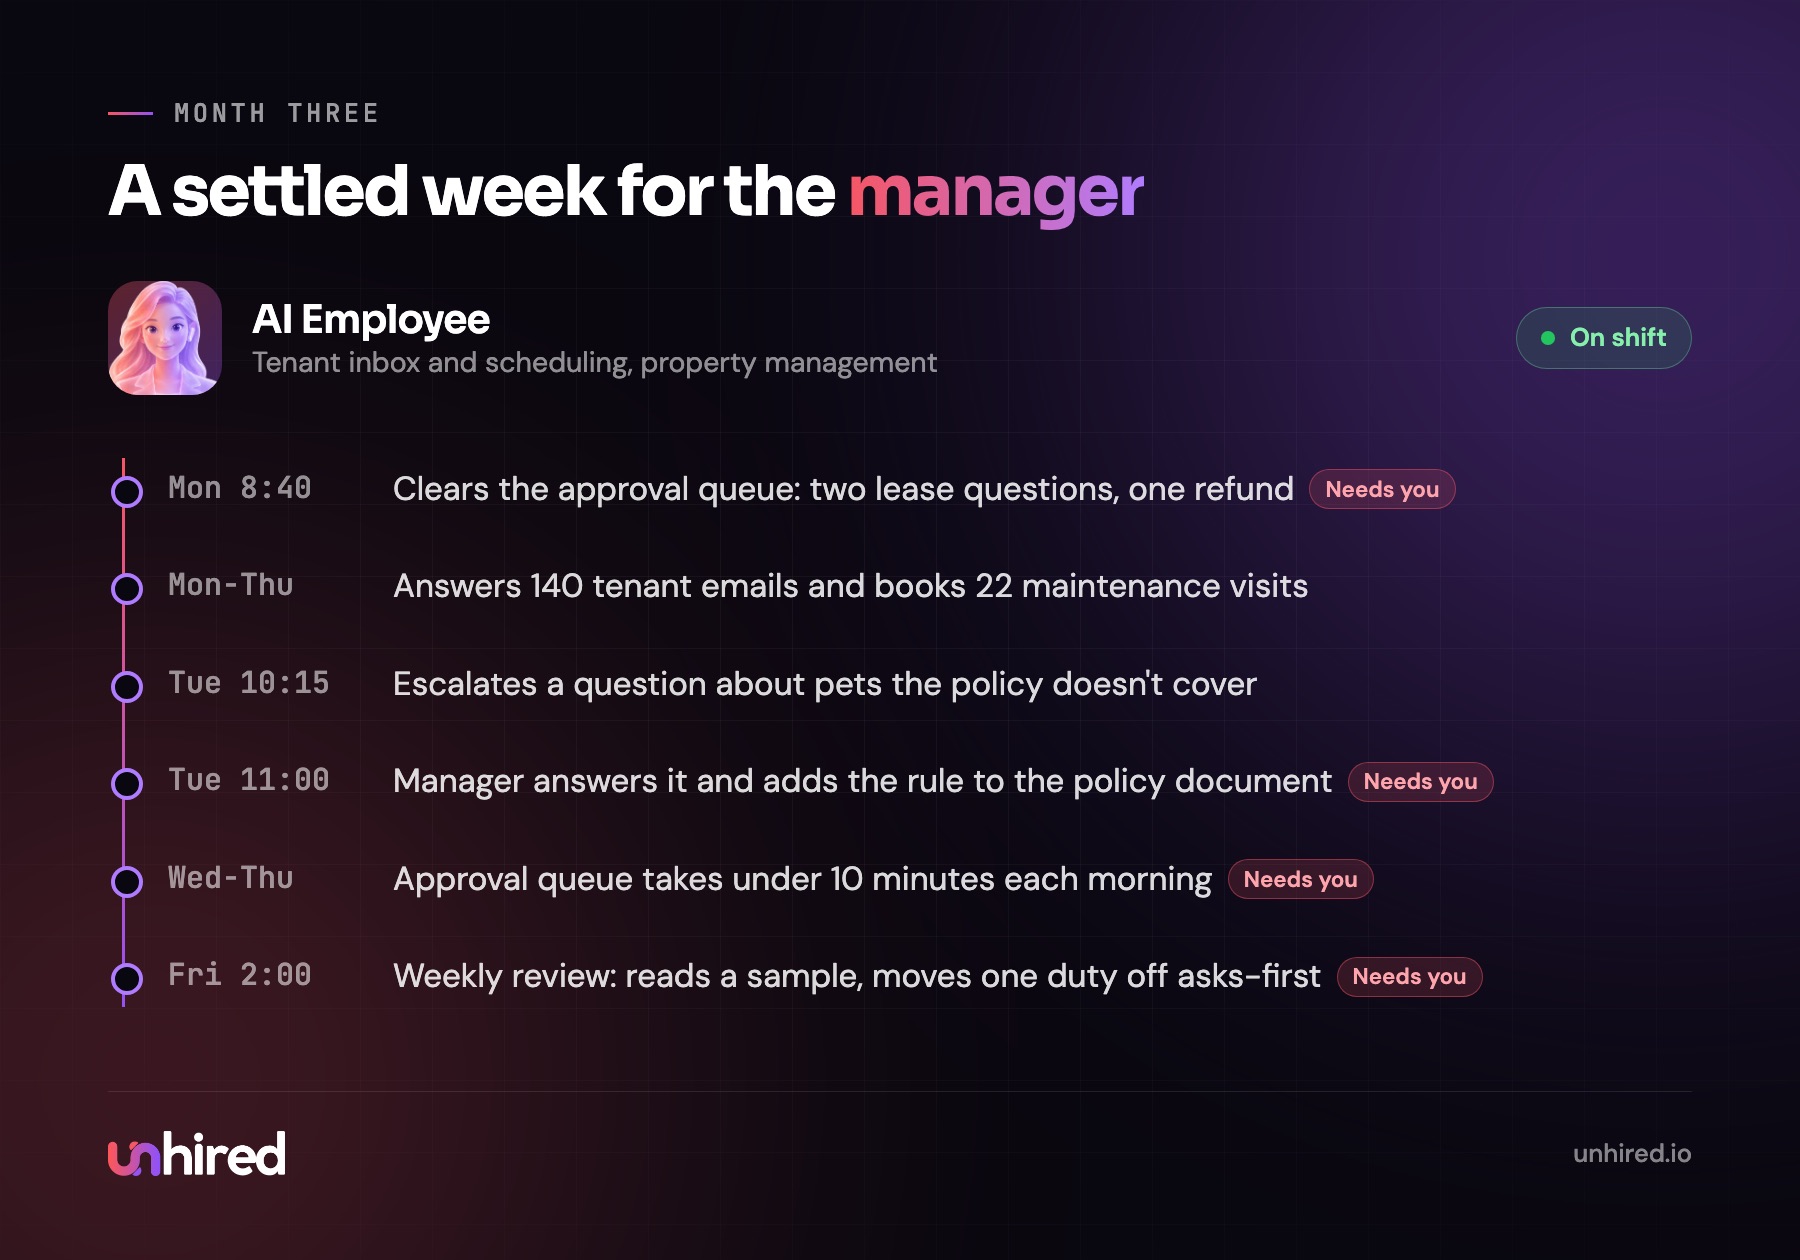 MONTH THREE
A settled week for the manager
AI Employee
Tenant inbox and scheduling, property management
On shift
Mon 8:40 Clears the approval queue: two lease questions, one refund Needs you
Mon-Thu Answers 140 tenant emails and books 22 maintenance visits
Tue 10:15 Escalates a question about pets the policy doesn't cover
Tue 11:00 Manager answers it and adds the rule to the policy document Needs you
Wed-Thu Approval queue takes under 10 minutes each morning Needs you
Fri 2:00 Weekly review: reads a sample, moves one duty off asks-first Needs you
unhired
unhired.io